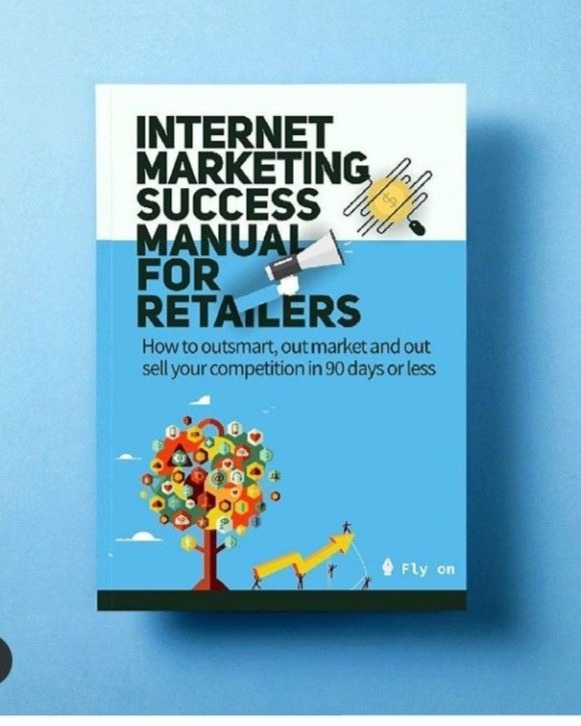 INTERNET
MARKETING
SUCCESS
MANUAL
FOR
RETAILERS
How to outsmart, out market and out
sell your competition in 90 days or less
Fly on